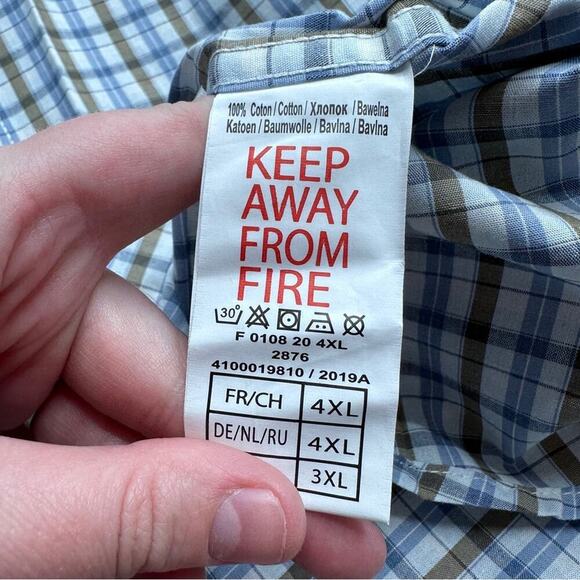 100% Coton / Cotton / Хлопок / Bawełna
Katoen / Baumwolle / Bavlna / Bavlna
KEEP
AWAY
FROM
FIRE
30°
F 0108 20 4XL
2876
4100019810 / 2019A
FR/CH 4XL
DE/NL/RU 4XL
3XL